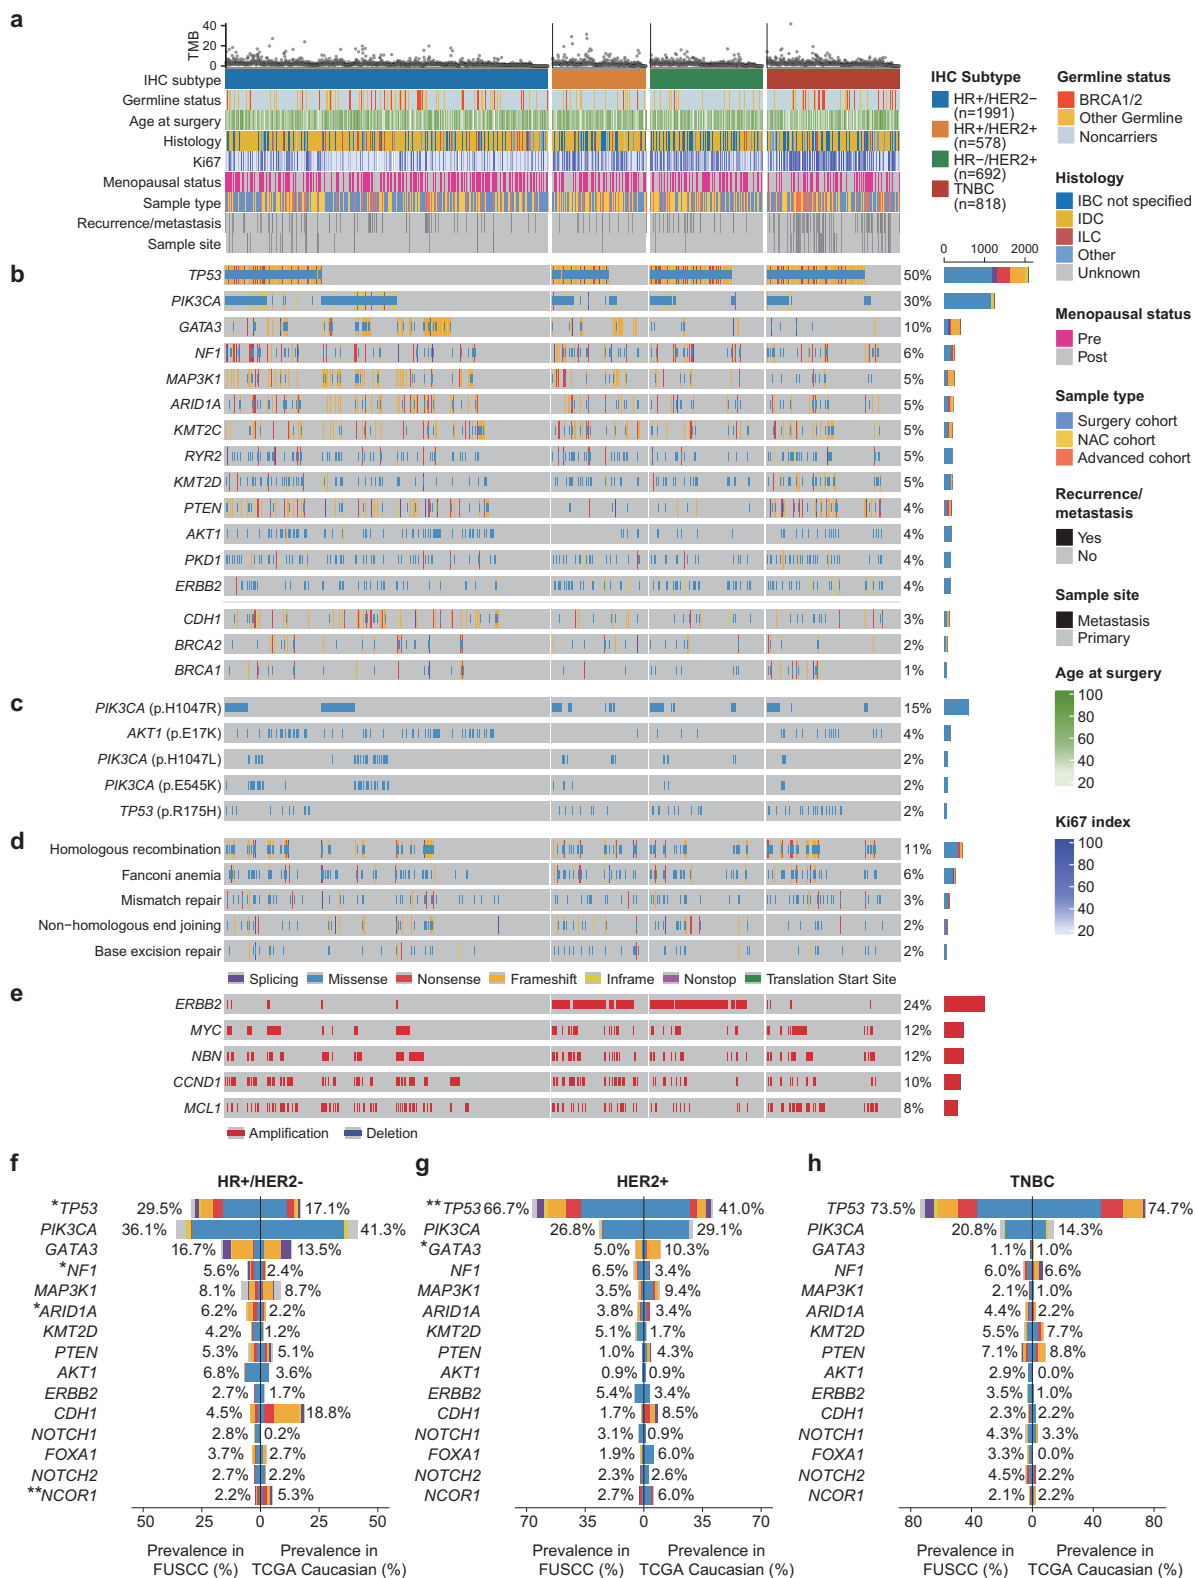 a
40
20
0
TMB
IHC subtype
Germline status
Age at surgery
Histology
Ki67
Menopausal status
Sample type
Recurrence/metastasis
Sample site
IHC Subtype
HR+/HER2−
(n=1991)
HR+/HER2+
(n=578)
HR−/HER2+
(n=692)
TNBC
(n=818)
Germline status
BRCA1/2
Other Germline
Noncarriers
Histology
IBC not specified
IDC
ILC
Other
Unknown
Menopausal status
Pre
Post
Sample type
Surgery cohort
NAC cohort
Advanced cohort
Recurrence/
metastasis
Yes
No
Sample site
Metastasis
Primary
Age at surgery
100
80
60
40
20
Ki67 index
100
80
60
40
20
b
0 1000 2000
TP53 50%
PIK3CA 30%
GATA3 10%
NF1 6%
MAP3K1 5%
ARID1A 5%
KMT2C 5%
RYR2 5%
KMT2D 5%
PTEN 4%
AKT1 4%
PKD1 4%
ERBB2 4%
CDH1 3%
BRCA2 2%
BRCA1 1%
c
PIK3CA (p.H1047R) 15%
AKT1 (p.E17K) 4%
PIK3CA (p.H1047L) 2%
PIK3CA (p.E545K) 2%
TP53 (p.R175H) 2%
d
Homologous recombination 11%
Fanconi anemia 6%
Mismatch repair 3%
Non−homologous end joining 2%
Base excision repair 2%
Splicing Missense Nonsense Frameshift Inframe Nonstop Translation Start Site
e
ERBB2 24%
MYC 12%
NBN 12%
CCND1 10%
MCL1 8%
Amplification Deletion
f
HR+/HER2-
*TP53 29.5% 17.1%
PIK3CA 36.1% 41.3%
GATA3 16.7% 13.5%
*NF1 5.6% 2.4%
MAP3K1 8.1% 8.7%
*ARID1A 6.2% 2.2%
KMT2D 4.2% 1.2%
PTEN 5.3% 5.1%
AKT1 6.8% 3.6%
ERBB2 2.7% 1.7%
CDH1 4.5% 18.8%
NOTCH1 2.8% 0.2%
FOXA1 3.7% 2.7%
NOTCH2 2.7% 2.2%
**NCOR1 2.2% 5.3%
50 25 0 25 50
Prevalence in Prevalence in
FUSCC (%) TCGA Caucasian (%)
g
HER2+
**TP53 66.7% 41.0%
PIK3CA 26.8% 29.1%
*GATA3 5.0% 10.3%
NF1 6.5% 3.4%
MAP3K1 3.5% 9.4%
ARID1A 3.8% 3.4%
KMT2D 5.1% 1.7%
PTEN 1.0% 4.3%
AKT1 0.9% 0.9%
ERBB2 5.4% 3.4%
CDH1 1.7% 8.5%
NOTCH1 3.1% 0.9%
FOXA1 1.9% 6.0%
NOTCH2 2.3% 2.6%
NCOR1 2.7% 6.0%
70 35 0 35 70
Prevalence in Prevalence in
FUSCC (%) TCGA Caucasian (%)
h
TNBC
TP53 73.5% 74.7%
PIK3CA 20.8% 14.3%
GATA3 1.1% 1.0%
NF1 6.0% 6.6%
MAP3K1 2.1% 1.0%
ARID1A 4.4% 2.2%
KMT2D 5.5% 7.7%
PTEN 7.1% 8.8%
AKT1 2.9% 0.0%
ERBB2 3.5% 1.0%
CDH1 2.3% 2.2%
NOTCH1 4.3% 3.3%
FOXA1 3.3% 0.0%
NOTCH2 4.5% 2.2%
NCOR1 2.1% 2.2%
80 40 0 40 80
Prevalence in Prevalence in
FUSCC (%) TCGA Caucasian (%)